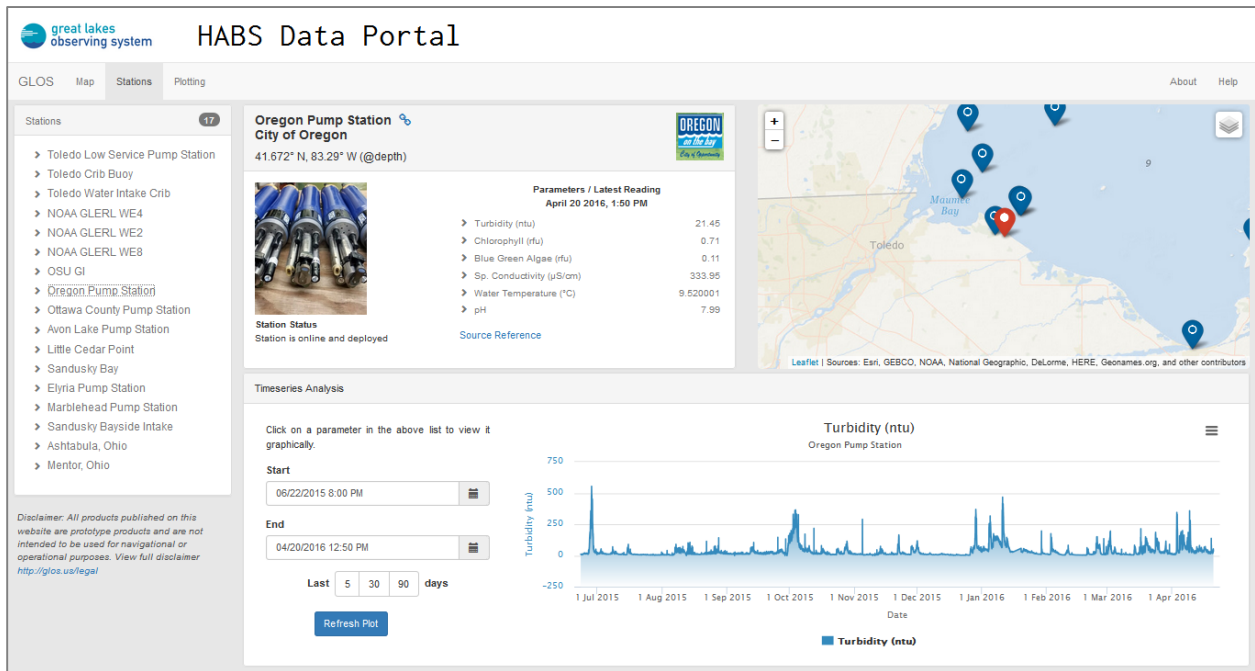 great lakes
observing system
HABS Data Portal
GLOS
Map
Stations
Plotting
About
Help
Stations
17
Toledo Low Service Pump Station
Toledo Crib Buoy
Toledo Water Intake Crib
NOAA GLERL WE4
NOAA GLERL WE2
NOAA GLERL WE8
OSU GI
Oregon Pump Station
Ottawa County Pump Station
Avon Lake Pump Station
Little Cedar Point
Sandusky Bay
Elyria Pump Station
Marblehead Pump Station
Sandusky Bayside Intake
Ashtabula, Ohio
Mentor, Ohio
Disclaimer: All products published on this
website are prototype products and are not
intended to be used for navigational or
operational purposes. View full disclaimer
http://glos.us/legal
Oregon Pump Station
City of Oregon
41.672° N, 83.29° W (@depth)
OREGON
on the bay
City of Opportunity
Station Status
Station is online and deployed
Parameters / Latest Reading
April 20 2016, 1:50 PM
Turbidity (ntu) 21.45
Chlorophyll (rfu) 0.71
Blue Green Algae (rfu) 0.11
Sp. Conductivity (µS/cm) 333.95
Water Temperature (°C) 9.520001
pH 7.99
Source Reference
+
−
9
Maumee
Bay
Toledo
Leaflet | Sources: Esri, GEBCO, NOAA, National Geographic, DeLorme, HERE, Geonames.org, and other contributors
Timeseries Analysis
Click on a parameter in the above list to view it
graphically.
Start
06/22/2015 8:00 PM
End
04/20/2016 12:50 PM
Last 5 30 90 days
Refresh Plot
Turbidity (ntu)
Oregon Pump Station
Turbidity (ntu)
750
500
250
0
-250
1 Jul 2015 1 Aug 2015 1 Sep 2015 1 Oct 2015 1 Nov 2015 1 Dec 2015 1 Jan 2016 1 Feb 2016 1 Mar 2016 1 Apr 2016
Date
Turbidity (ntu)